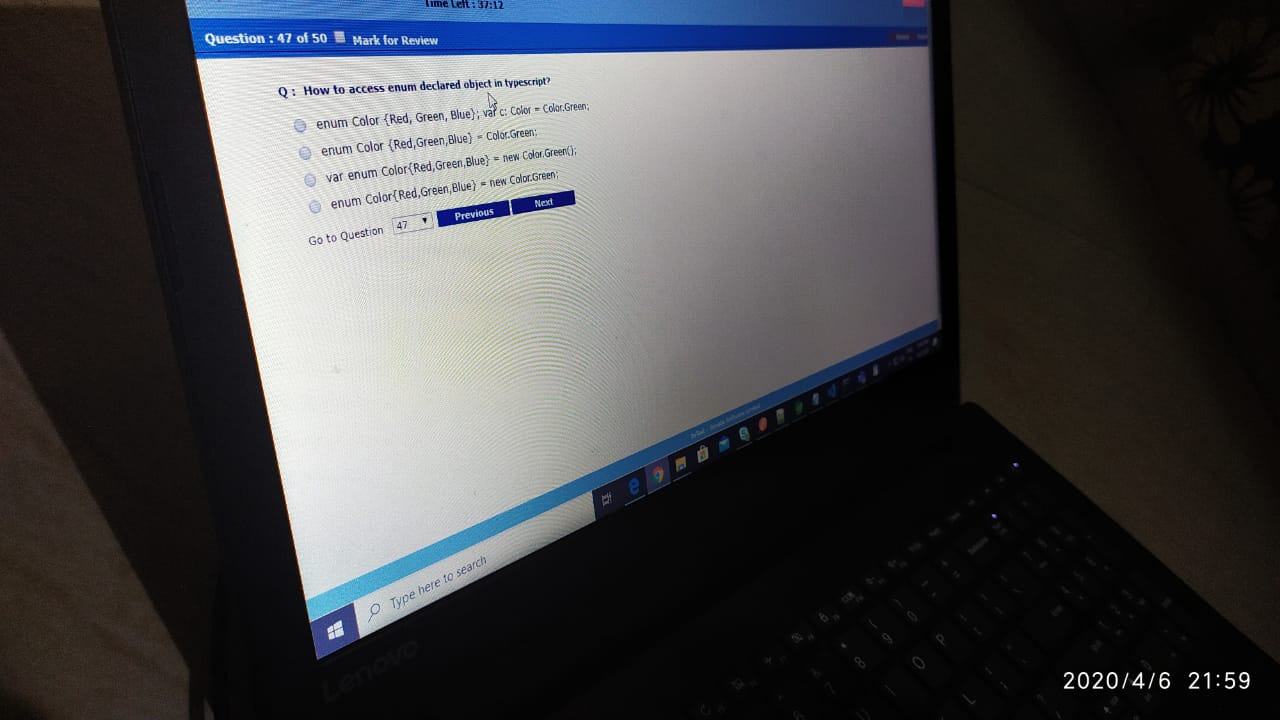 Time Left : 37:12
Question : 47 of 50 Mark for Review
Q : How to access enum declared object in typescript?
enum Color {Red, Green, Blue}; var c: Color = Color.Green;
enum Color {Red,Green,Blue} = Color.Green;
var enum Color{Red,Green,Blue} = new Color.Green();
enum Color{Red,Green,Blue} = new Color.Green;
Go to Question 47 Previous Next
Type here to search
Lenovo
2020/4/6 21:59